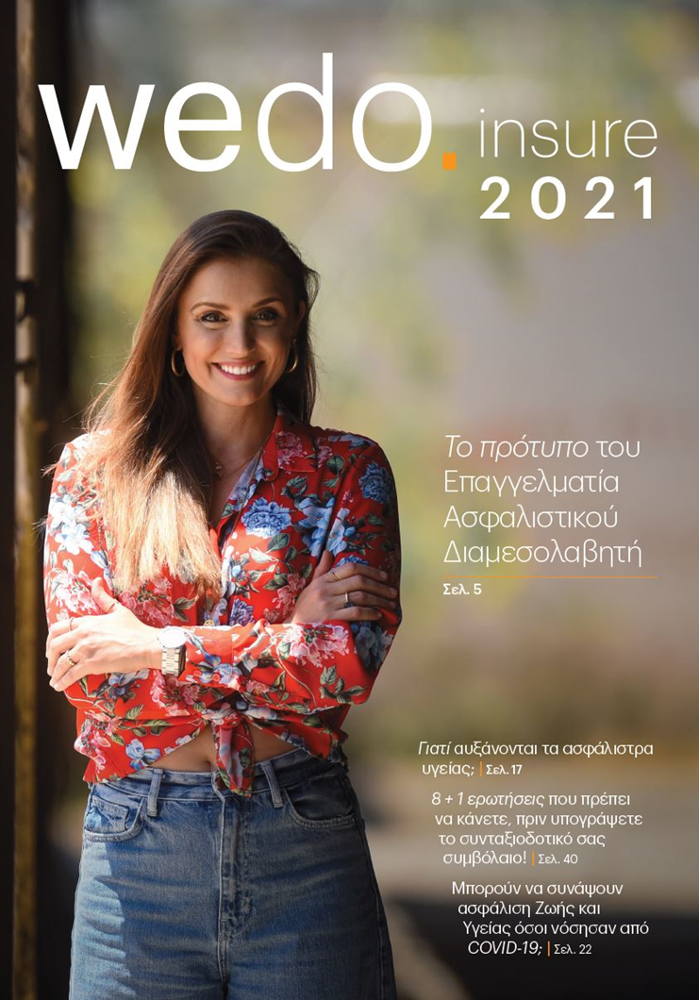 wedo. insure
2021
Το πρότυπο του
Επαγγελματία
Ασφαλιστικού
Διαμεσολαβητή
Σελ. 5
Γιατί αυξάνονται τα ασφάλιστρα
υγείας; | Σελ. 17
8 + 1 ερωτήσεις που πρέπει
να κάνετε, πριν υπογράψετε
το συνταξιοδοτικό σας
συμβόλαιο! | Σελ. 40
Μπορούν να συνάψουν
ασφάλιση Ζωής και
Υγείας όσοι νόσησαν από
COVID-19; | Σελ. 22